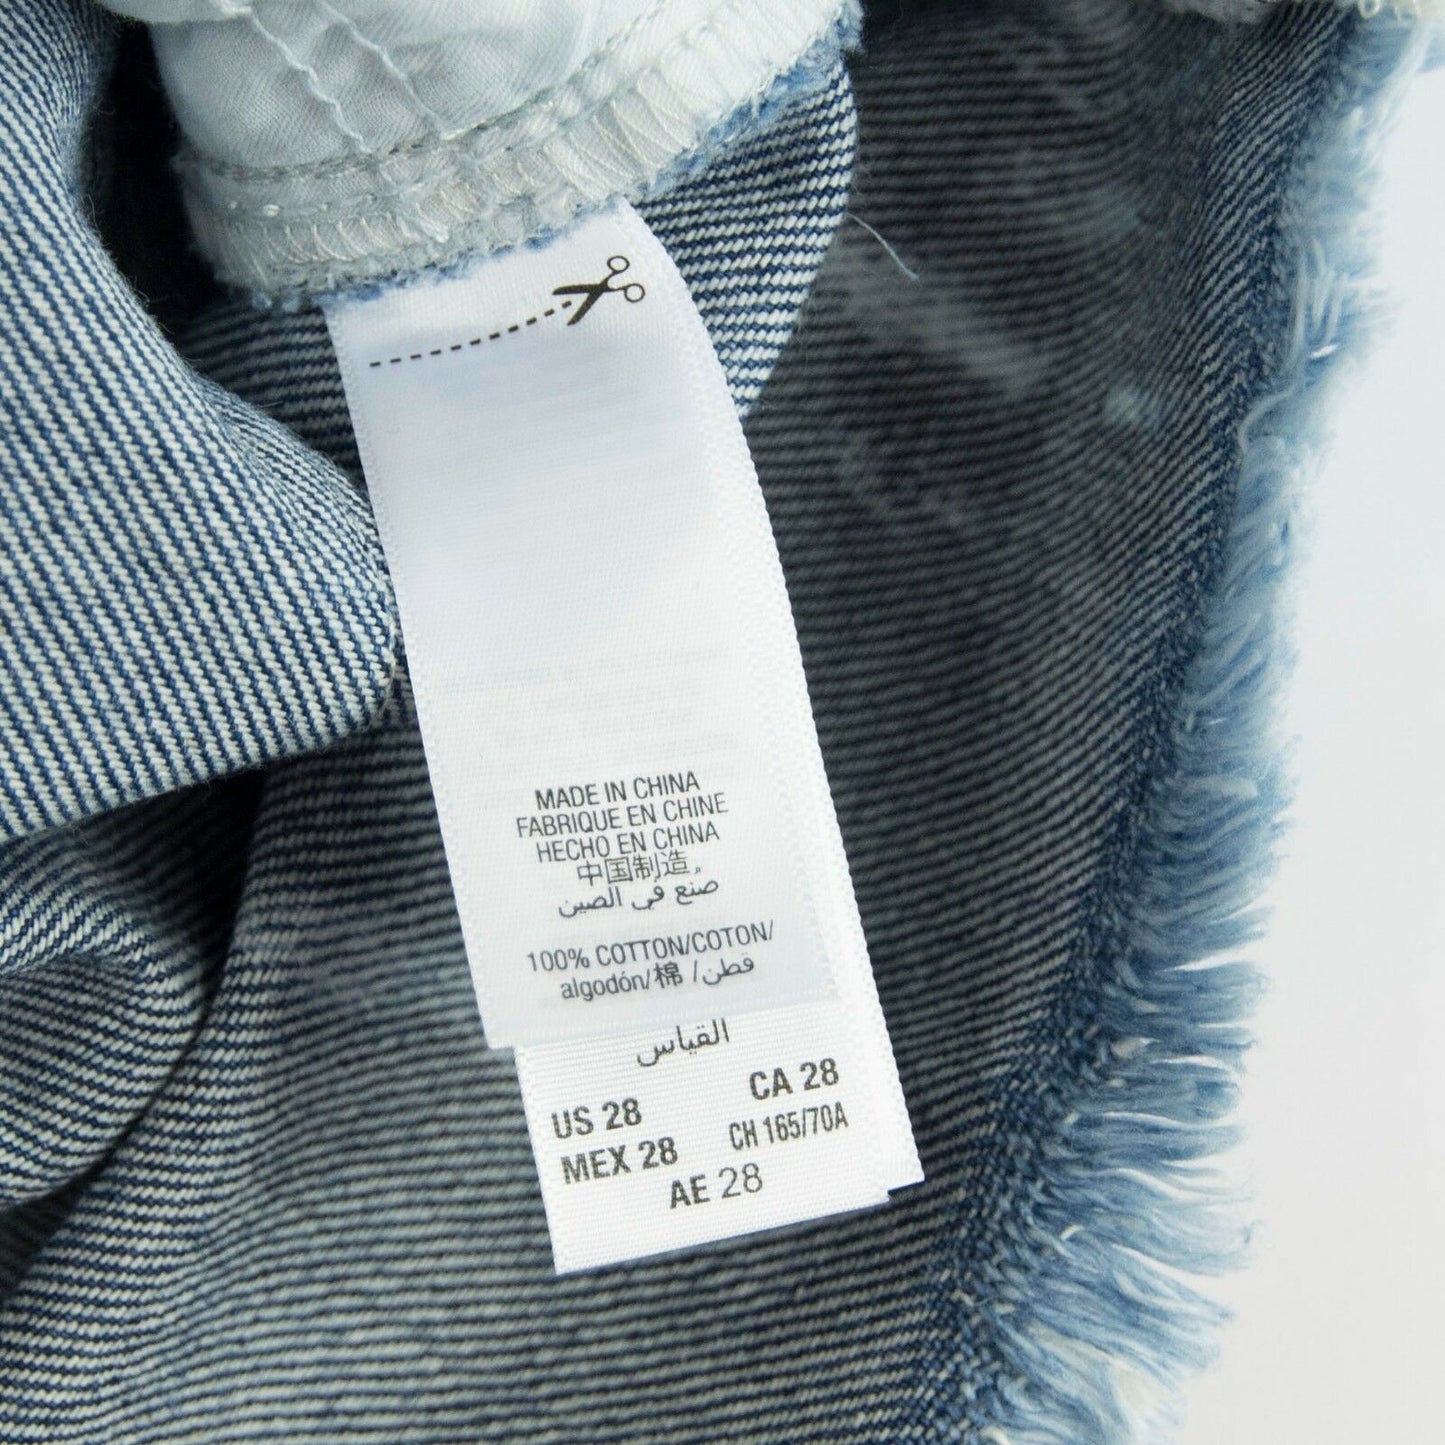 MADE IN CHINA
FABRIQUE EN CHINE
HECHO EN CHINA
中国制造。
صنع في الصين
100% COTTON/COTON/
algodón/棉/قطن
القياس
US 28 CA 28
MEX 28 CH 165/70A
AE 28